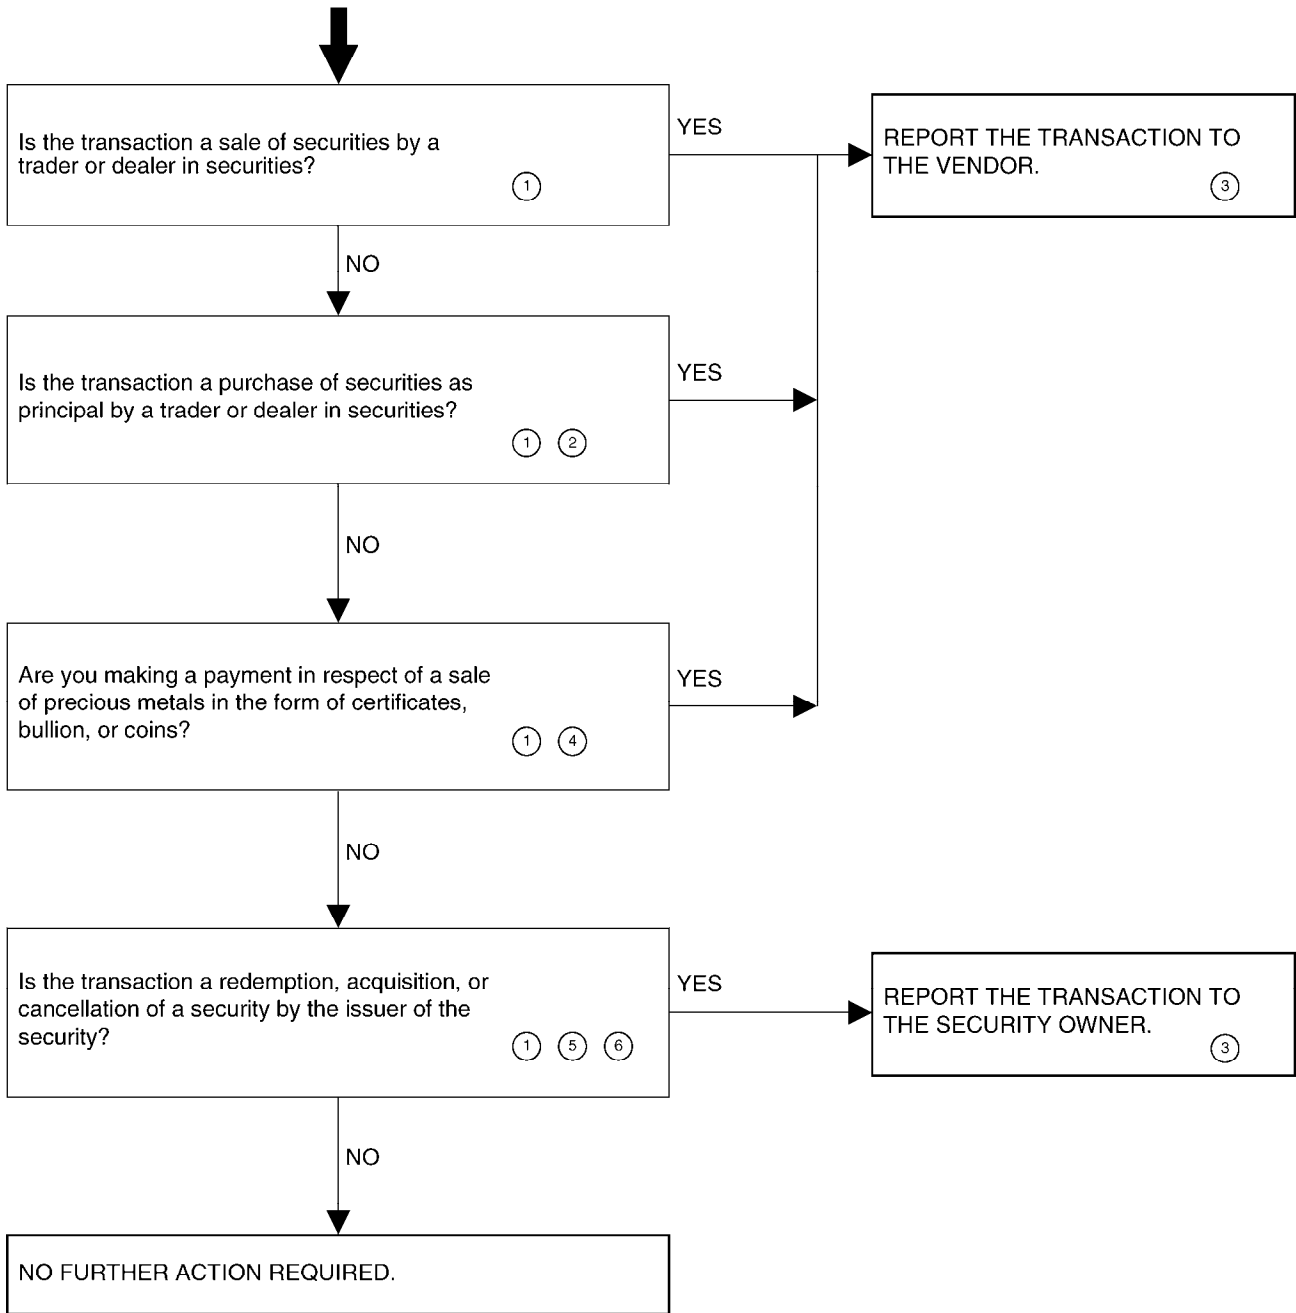 Is the transaction a sale of securities by a
trader or dealer in securities?
1
YES
REPORT THE TRANSACTION TO
THE VENDOR.
3
NO
Is the transaction a purchase of securities as
principal by a trader or dealer in securities?
1 2
YES
NO
Are you making a payment in respect of a sale
of precious metals in the form of certificates,
bullion, or coins?
1 4
YES
NO
Is the transaction a redemption, acquisition, or
cancellation of a security by the issuer of the
security?
1 5 6
YES
REPORT THE TRANSACTION TO
THE SECURITY OWNER.
3
NO
NO FURTHER ACTION REQUIRED.